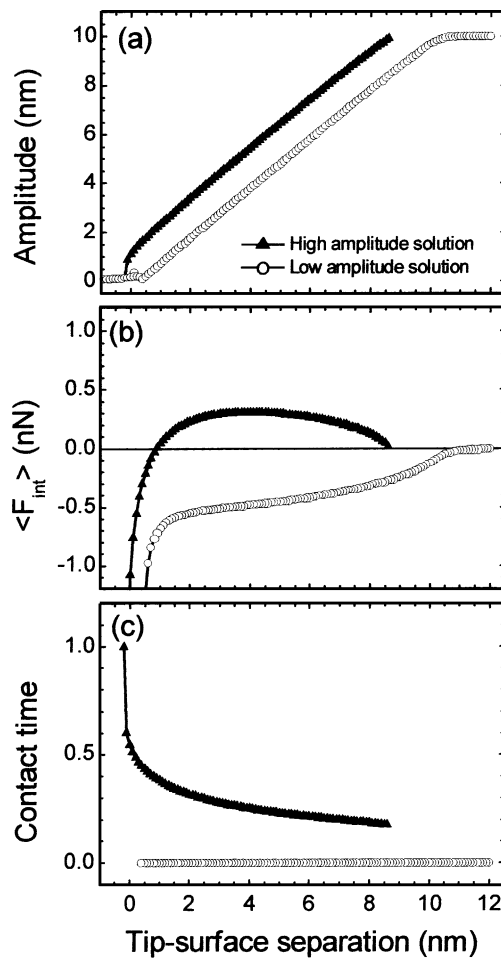 (a)
10
8
6
4
2
0
Amplitude (nm)
High amplitude solution
Low amplitude solution
(b)
1.0
0.5
0.0
-0.5
-1.0
<F_int> (nN)
(c)
1.0
0.5
0.0
Contact time
0 2 4 6 8 10 12
Tip-surface separation (nm)